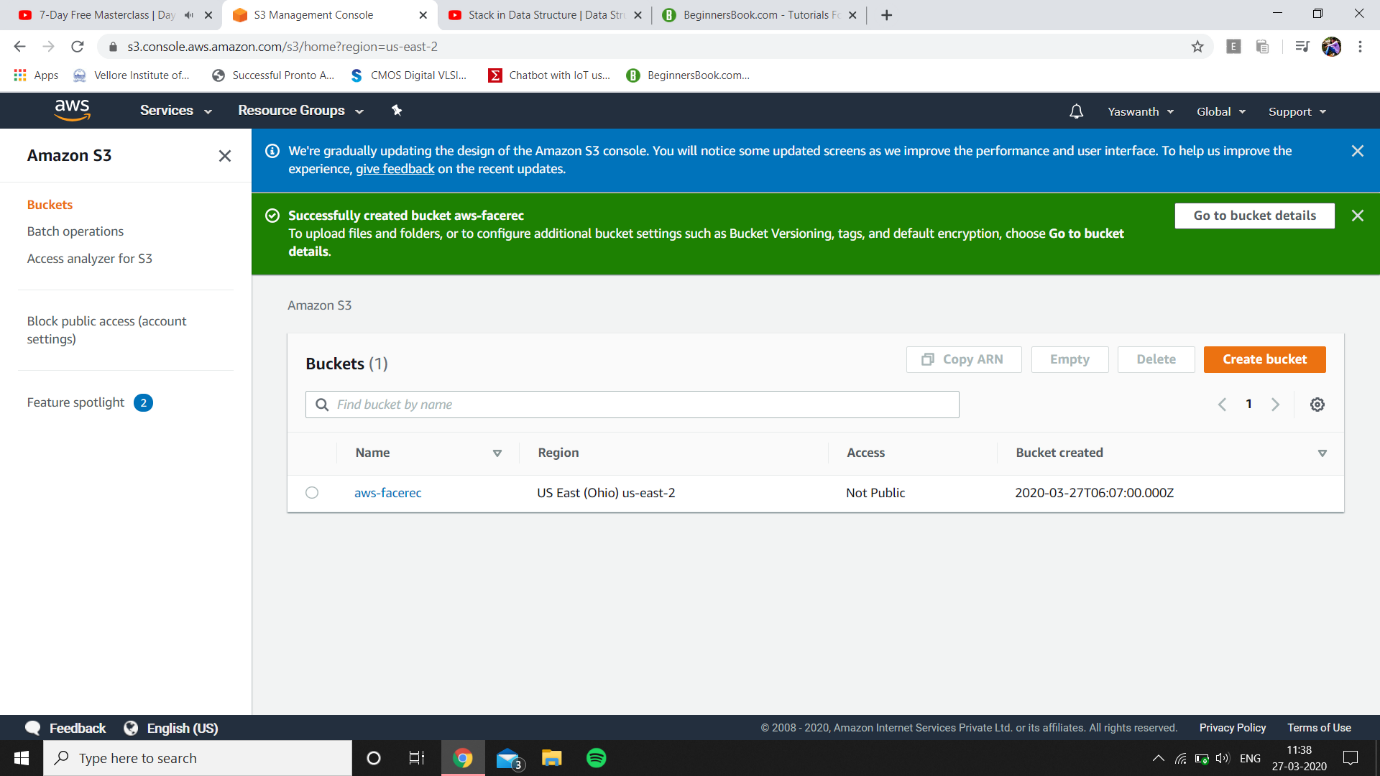 7-Day Free Masterclass | Day
S3 Management Console
Stack in Data Structure | Data Stru
BeginnersBook.com - Tutorials Fo
s3.console.aws.amazon.com/s3/home?region=us-east-2
E
Apps
Vellore Institute of...
Successful Pronto A...
CMOS Digital VLSI...
Chatbot with IoT us...
BeginnersBook.com...
aws
Services
Resource Groups
Yaswanth
Global
Support
Amazon S3
Buckets
Batch operations
Access analyzer for S3
Block public access (account
settings)
Feature spotlight 2
We're gradually updating the design of the Amazon S3 console. You will notice some updated screens as we improve the performance and user interface. To help us improve the
experience, give feedback on the recent updates.
Successfully created bucket aws-facerec
To upload files and folders, or to configure additional bucket settings such as Bucket Versioning, tags, and default encryption, choose Go to bucket
details.
Go to bucket details
Amazon S3
Buckets (1)
Copy ARN
Empty
Delete
Create bucket
Find bucket by name
1
Name
Region
Access
Bucket created
aws-facerec
US East (Ohio) us-east-2
Not Public
2020-03-27T06:07:00.000Z
Feedback
English (US)
© 2008 - 2020, Amazon Internet Services Private Ltd. or its affiliates. All rights reserved.
Privacy Policy
Terms of Use
Type here to search
3
ENG
11:38
27-03-2020